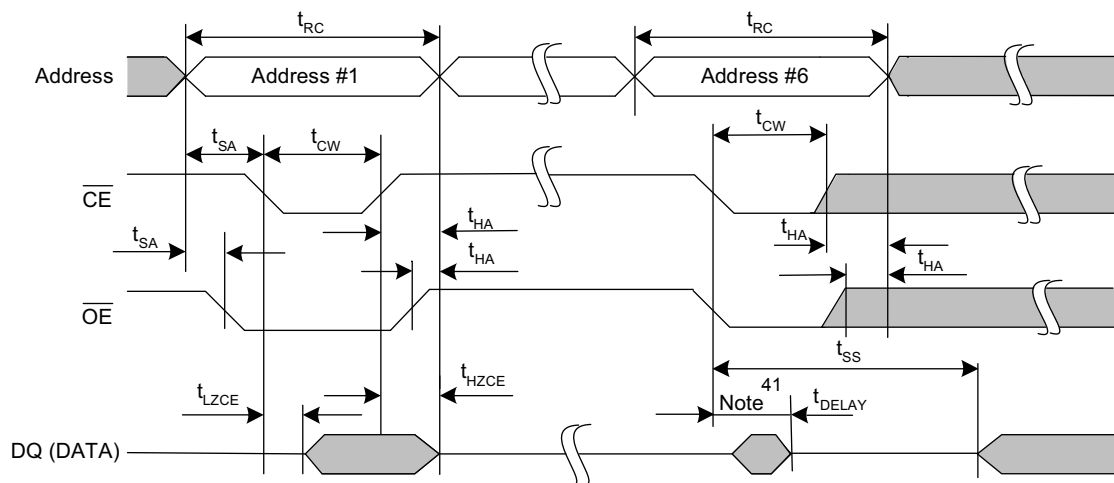 tRC
tRC
Address
Address #1
Address #6
tSA
tCW
tCW
CE
tSA
tHA
tHA
tHA
tHA
OE
tSS
tLZCE
tHZCE
Note 41
tDELAY
DQ (DATA)